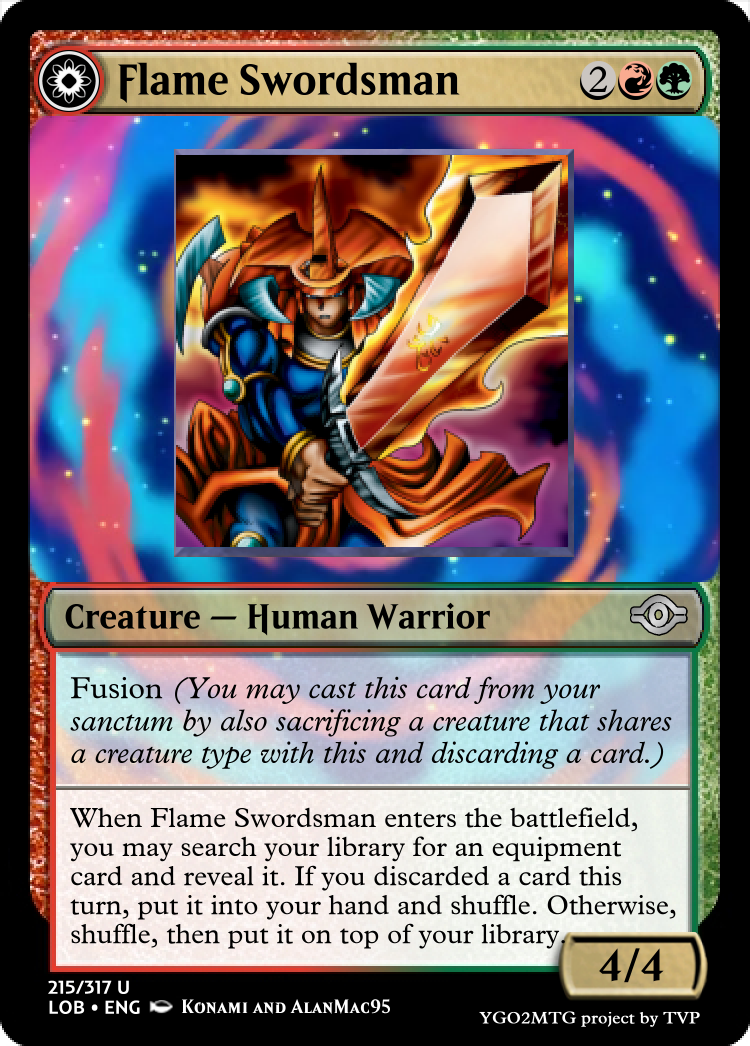 Flame Swordsman 2
Creature — Human Warrior
Fusion (You may cast this card from your
sanctum by also sacrificing a creature that shares
a creature type with this and discarding a card.)
When Flame Swordsman enters the battlefield,
you may search your library for an equipment
card and reveal it. If you discarded a card this
turn, put it into your hand and shuffle. Otherwise,
shuffle, then put it on top of your library.
4/4
215/317 U
LOB • ENG Konami and AlanMac95
YGO2MTG project by TVP